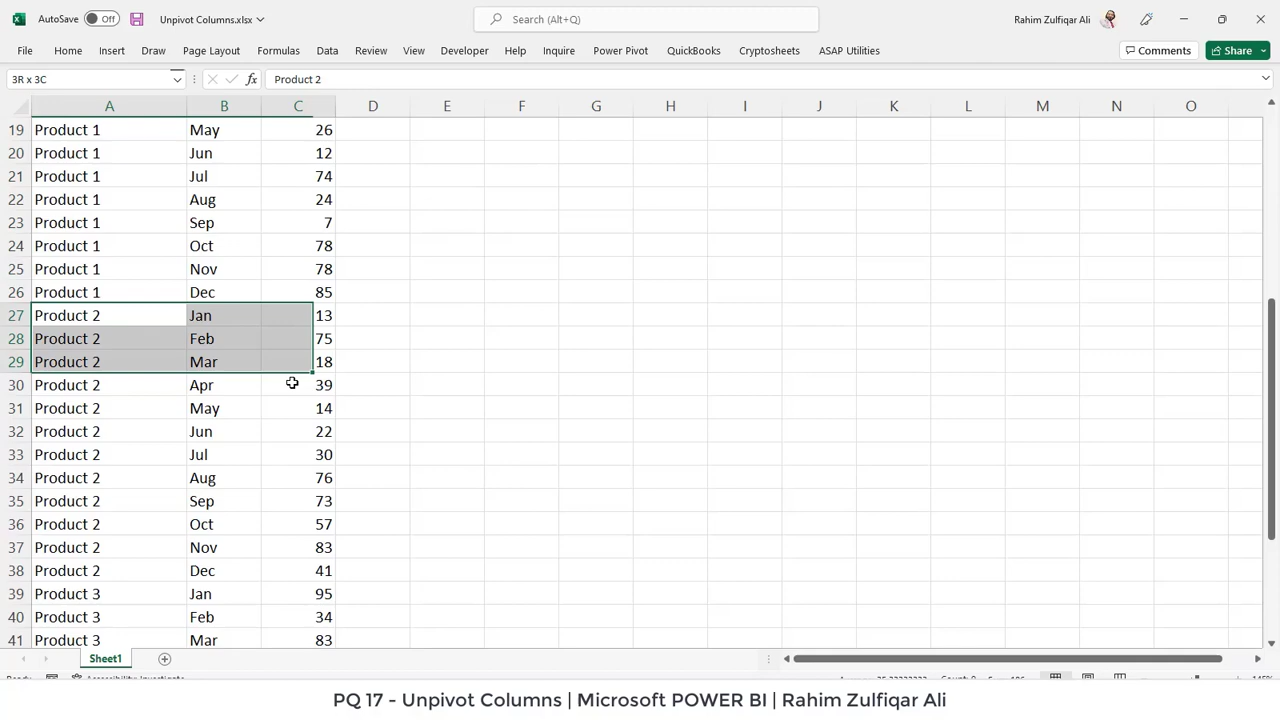 AutoSave Off Unpivot Columns.xlsx Search (Alt+Q) Rahim Zulfiqar Ali
File Home Insert Draw Page Layout Formulas Data Review View Developer Help Inquire Power Pivot QuickBooks Cryptosheets ASAP Utilities Comments Share
3R x 3C fx Product 2
A B C D E F G H I J K L M N O
19 Product 1 May 26
20 Product 1 Jun 12
21 Product 1 Jul 74
22 Product 1 Aug 24
23 Product 1 Sep 7
24 Product 1 Oct 78
25 Product 1 Nov 78
26 Product 1 Dec 85
27 Product 2 Jan 13
28 Product 2 Feb 75
29 Product 2 Mar 18
30 Product 2 Apr 39
31 Product 2 May 14
32 Product 2 Jun 22
33 Product 2 Jul 30
34 Product 2 Aug 76
35 Product 2 Sep 73
36 Product 2 Oct 57
37 Product 2 Nov 83
38 Product 2 Dec 41
39 Product 3 Jan 95
40 Product 3 Feb 34
41 Product 3 Mar 83
Sheet1
PQ 17 - Unpivot Columns | Microsoft POWER BI | Rahim Zulfiqar Ali